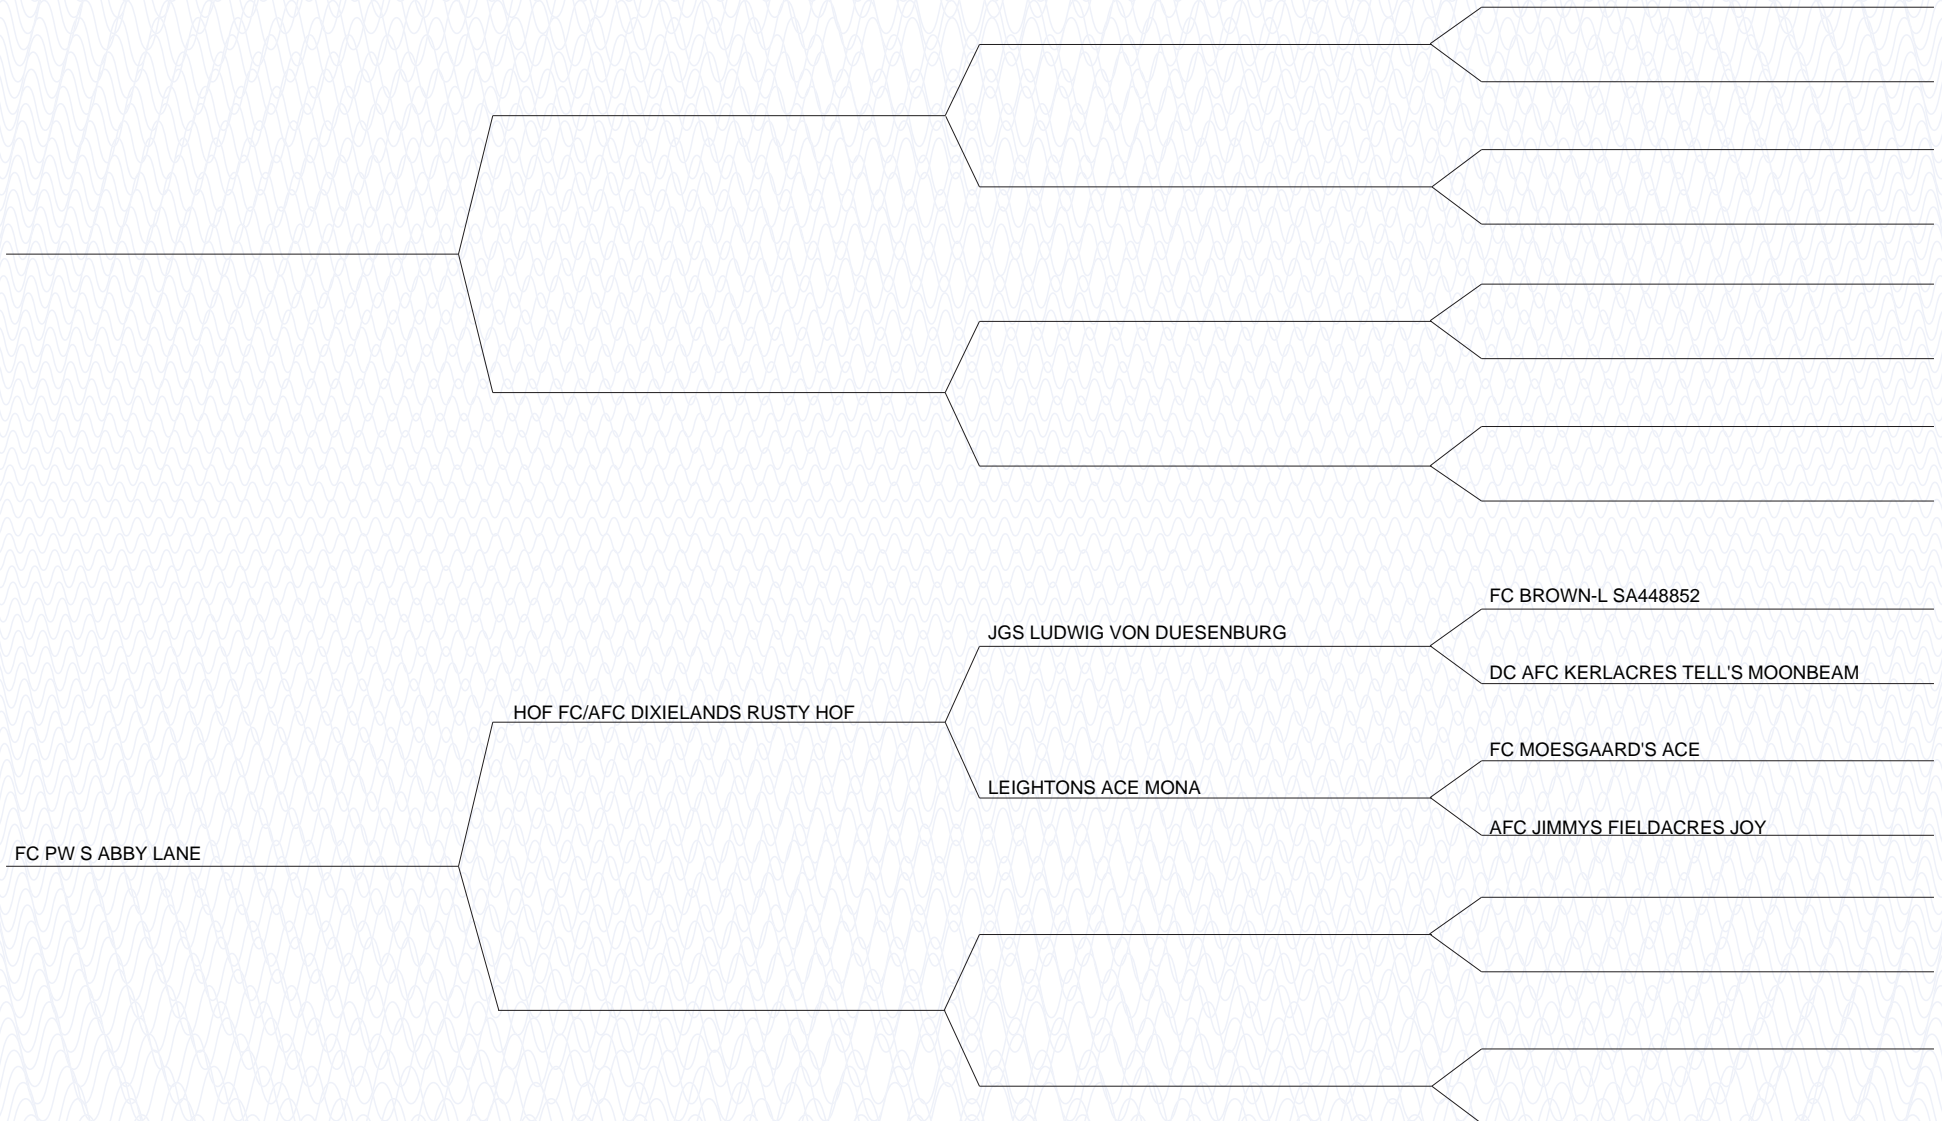 FC BROWN-L SA448852
JGS LUDWIG VON DUESENBURG
DC AFC KERLACRES TELL'S MOONBEAM
HOF FC/AFC DIXIELANDS RUSTY HOF
FC MOESGAARD'S ACE
LEIGHTONS ACE MONA
AFC JIMMYS FIELDACRES JOY
FC PW S ABBY LANE